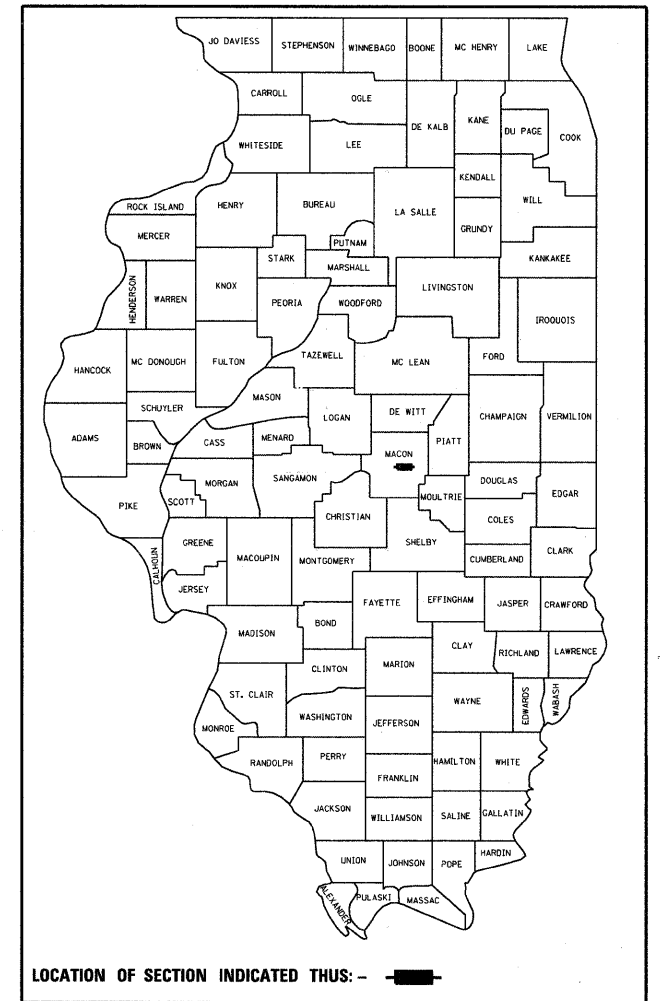 JO DAVIESS
STEPHENSON
WINNEBAGO
BOONE
MC HENRY
LAKE
CARROLL
OGLE
DE KALB
KANE
DU PAGE
COOK
WHITESIDE
LEE
KENDALL
WILL
ROCK ISLAND
HENRY
BUREAU
LA SALLE
GRUNDY
MERCER
PUTNAM
KANKAKEE
STARK
MARSHALL
HENDERSON
WARREN
KNOX
PEORIA
WOODFORD
LIVINGSTON
IROQUOIS
HANCOCK
MC DONOUGH
FULTON
TAZEWELL
MC LEAN
FORD
MASON
SCHUYLER
LOGAN
DE WITT
CHAMPAIGN
VERMILION
ADAMS
BROWN
CASS
MENARD
MACON
PIATT
SANGAMON
DOUGLAS
PIKE
SCOTT
MORGAN
MOULTRIE
EDGAR
CHRISTIAN
COLES
GREENE
MACOUPIN
MONTGOMERY
SHELBY
CUMBERLAND
CLARK
CALHOUN
JERSEY
FAYETTE
EFFINGHAM
JASPER
CRAWFORD
MADISON
BOND
CLAY
RICHLAND
LAWRENCE
CLINTON
MARION
ST. CLAIR
WAYNE
EDWARDS
WABASH
WASHINGTON
JEFFERSON
MONROE
RANDOLPH
PERRY
HAMILTON
WHITE
FRANKLIN
JACKSON
WILLIAMSON
SALINE
GALLATIN
UNION
JOHNSON
POPE
HARDIN
ALEXANDER
PULASKI
MASSAC
LOCATION OF SECTION INDICATED THUS: -